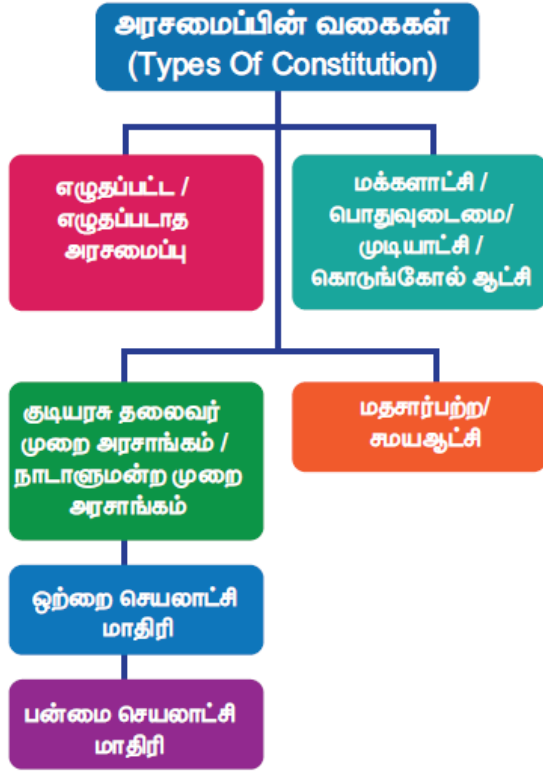 அரசமைப்பின் வகைகள்
(Types Of Constitution)
எழுதப்பட்ட /
எழுதப்படாத
அரசமைப்பு
மக்களாட்சி /
பொதுவுடைமை/
முடியாட்சி /
கொடுங்கோல் ஆட்சி
குடியரசு தலைவர்
முறை அரசாங்கம் /
நாடாளுமன்ற முறை
அரசாங்கம்
மதசார்பற்ற/
சமயஆட்சி
ஒற்றை செயலாட்சி
மாதிரி
பன்மை செயலாட்சி
மாதிரி